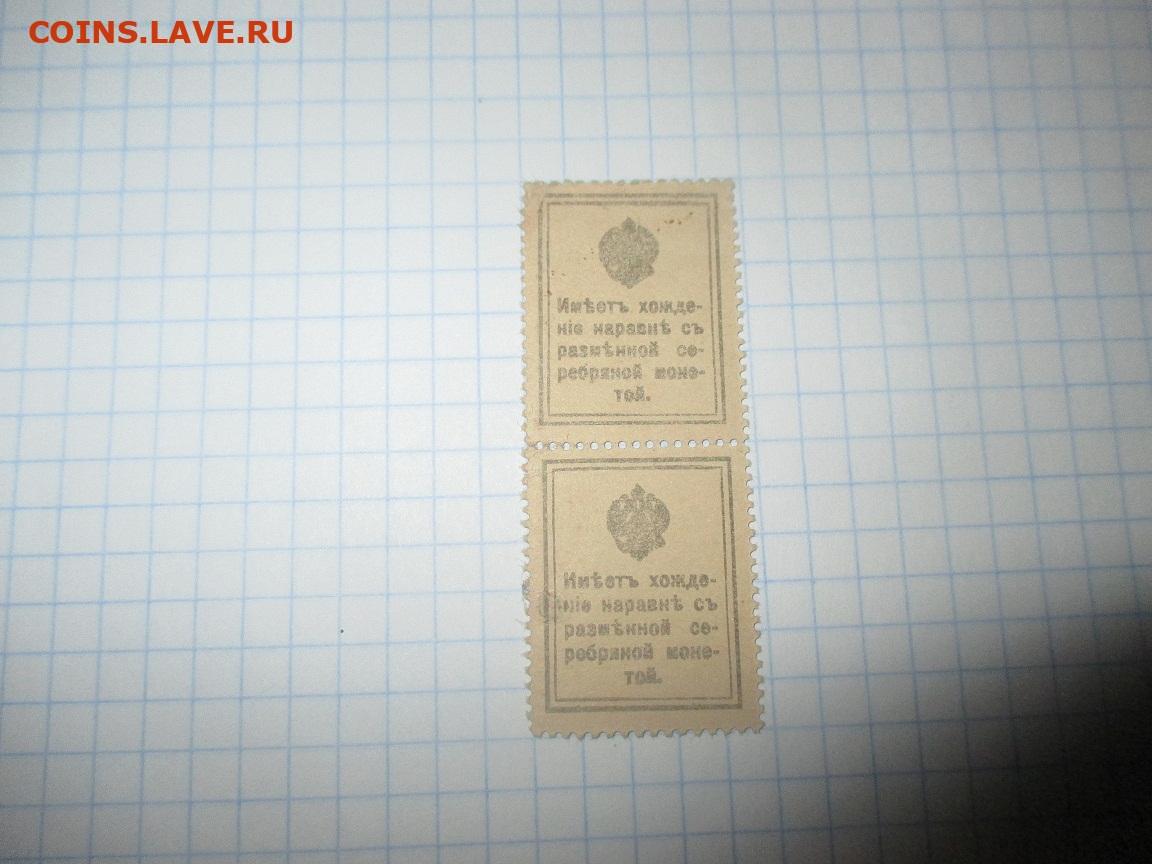 COINS.LAVE.RU
Имѣетъ хожде-
ніе наравнѣ съ
размѣнной се-
ребряной моне-
той.
Имѣетъ хожде-
ніе наравнѣ съ
размѣнной се-
ребряной моне-
той.